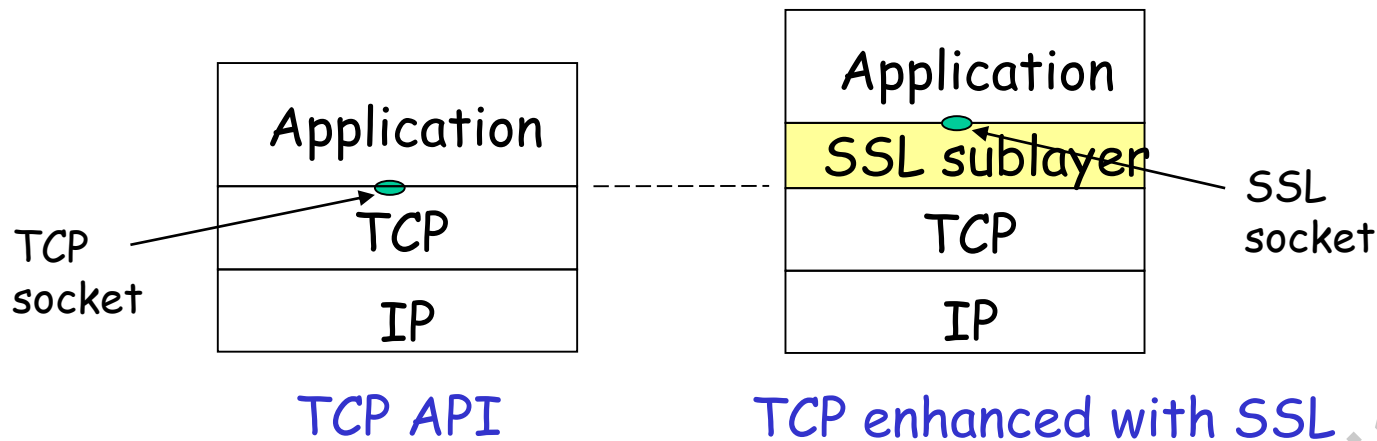 Application
TCP
IP
TCP
socket
TCP API
Application
SSL sublayer
TCP
IP
SSL
socket
TCP enhanced with SSL